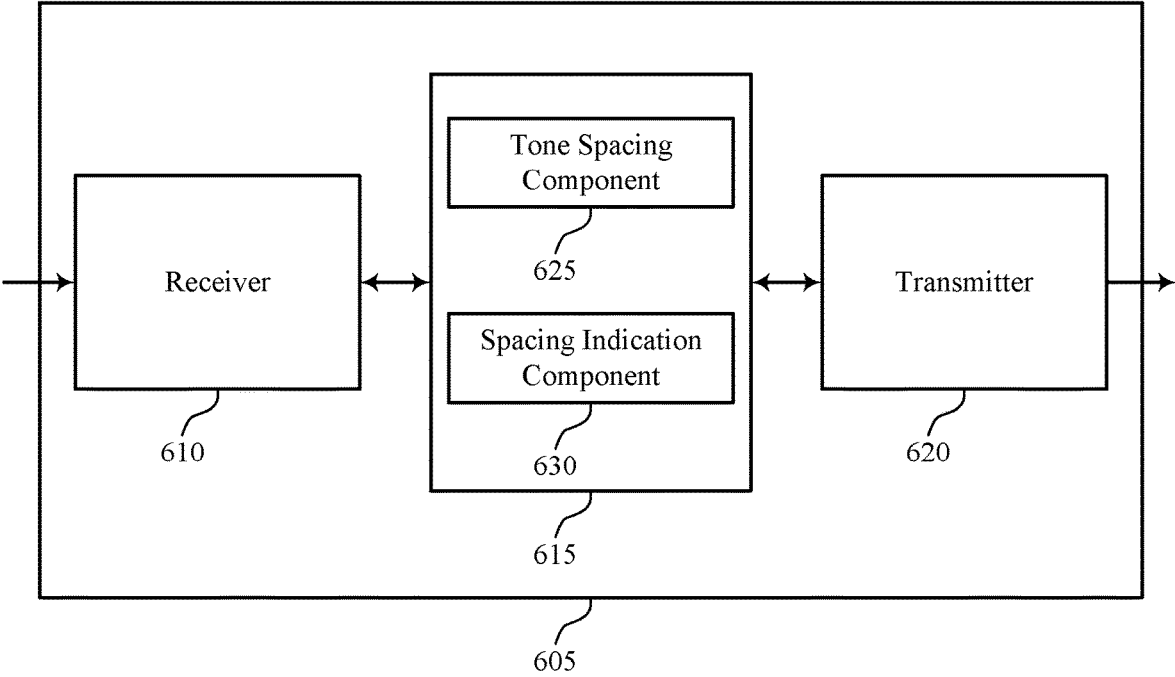 Tone Spacing
Component
625
Receiver
Transmitter
Spacing Indication
Component
610
630
620
615
605